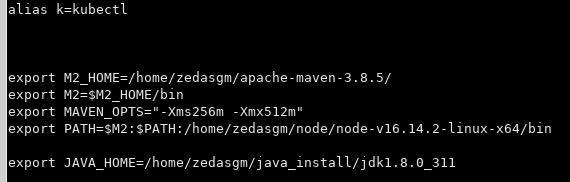 alias k=kubectl
export M2_HOME=/home/zedasgm/apache-maven-3.8.5/
export M2=$M2_HOME/bin
export MAVEN_OPTS="-Xms256m -Xmx512m"
export PATH=$M2:$PATH:/home/zedasgm/node/node-v16.14.2-linux-x64/bin
export JAVA_HOME=/home/zedasgm/java_install/jdk1.8.0_311